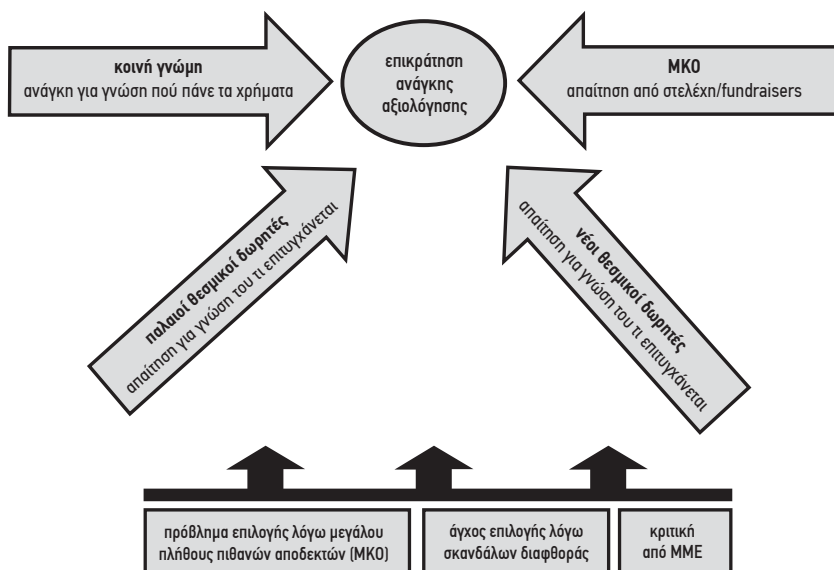 κοινή γνώμη
ανάγκη για γνώση πού πάνε τα χρήματα
επικράτηση
ανάγκης
αξιολόγησης
ΜΚΟ
απαίτηση από στελέχη/fundraisers
παλαιοί θεσμικοί δωρητές
απαίτηση για γνώση του τι επιτυγχάνεται
νέοι θεσμικοί δωρητές
απαίτηση για γνώση του τι επιτυγχάνεται
πρόβλημα επιλογής λόγω μεγάλου
πλήθους πιθανών αποδεκτών (ΜΚΟ)
άγχος επιλογής λόγω
σκανδάλων διαφθοράς
κριτική
από ΜΜΕ